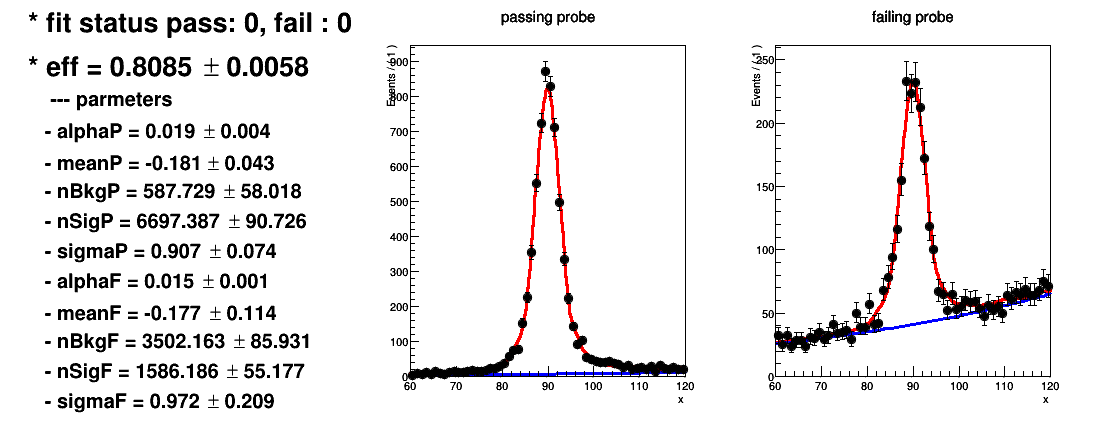 * fit status pass: 0, fail : 0
* eff = 0.8085 ± 0.0058
--- parmeters
- alphaP = 0.019 ± 0.004
- meanP = -0.181 ± 0.043
- nBkgP = 587.729 ± 58.018
- nSigP = 6697.387 ± 90.726
- sigmaP = 0.907 ± 0.074
- alphaF = 0.015 ± 0.001
- meanF = -0.177 ± 0.114
- nBkgF = 3502.163 ± 85.931
- nSigF = 1586.186 ± 55.177
- sigmaF = 0.972 ± 0.209
passing probe
Events / ( 1 )
900
800
700
600
500
400
300
200
100
0
60 70 80 90 100 110 120
x
failing probe
Events / ( 1 )
250
200
150
100
50
0
60 70 80 90 100 110 120
x